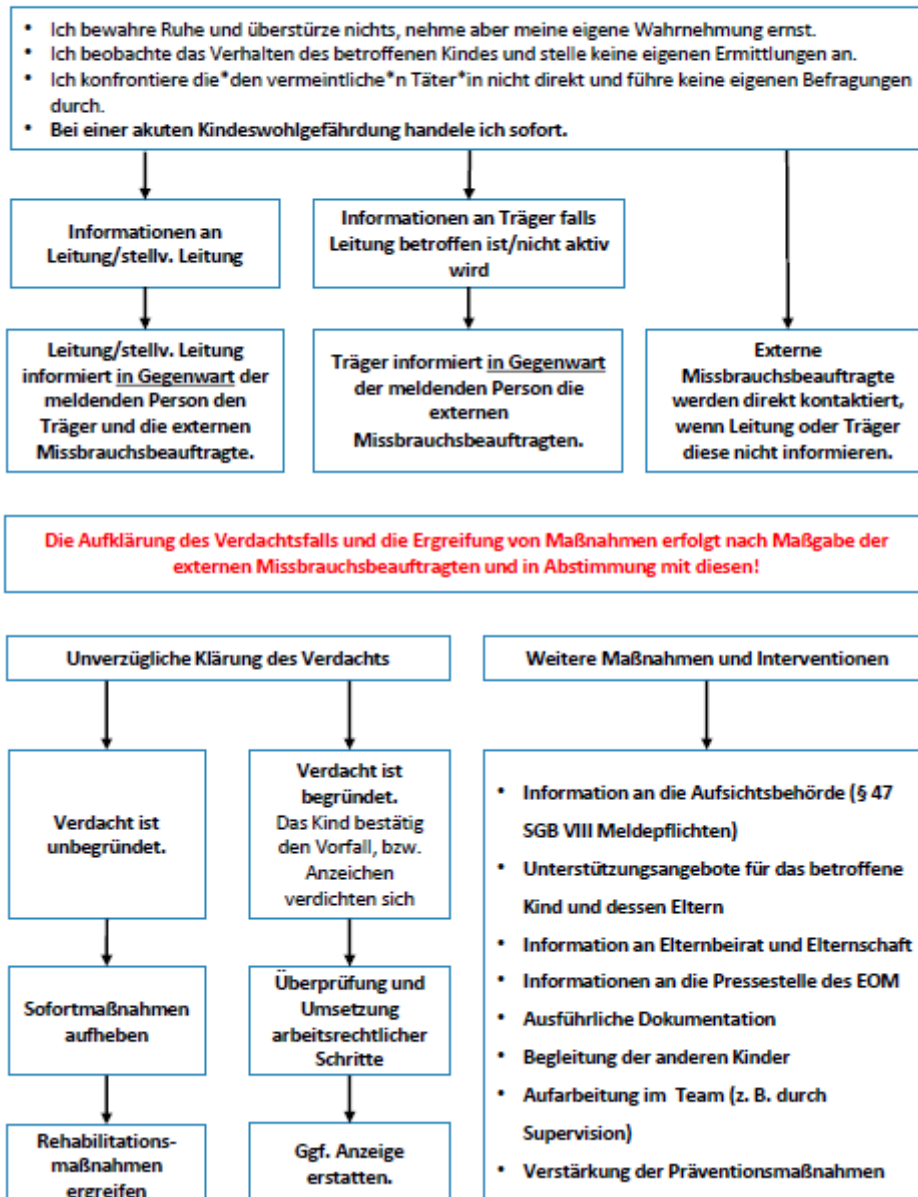 • Ich bewahre Ruhe und überstürze nichts, nehme aber meine eigene Wahrnehmung ernst.
• Ich beobachte das Verhalten des betroffenen Kindes und stelle keine eigenen Ermittlungen an.
• Ich konfrontiere die*den vermeintliche*n Täter*in nicht direkt und führe keine eigenen Befragungen
durch.
• Bei einer akuten Kindeswohlgefährdung handele ich sofort.
Informationen an
Leitung/stellv. Leitung
Informationen an Träger falls
Leitung betroffen ist/nicht aktiv
wird
Leitung/stellv. Leitung
informiert in Gegenwart der
meldenden Person den
Träger und die externen
Missbrauchsbeauftragte.
Träger informiert in Gegenwart
der meldenden Person die
externen
Missbrauchsbeauftragten.
Externe
Missbrauchsbeauftragte
werden direkt kontaktiert,
wenn Leitung oder Träger
diese nicht informieren.
Die Aufklärung des Verdachtsfalls und die Ergreifung von Maßnahmen erfolgt nach Maßgabe der
externen Missbrauchsbeauftragten und in Abstimmung mit diesen!
Unverzügliche Klärung des Verdachts
Verdacht ist
unbegründet.
Sofortmaßnahmen
aufheben
Rehabilitations-
maßnahmen
ergreifen
Verdacht ist
begründet.
Das Kind bestätig
den Vorfall, bzw.
Anzeichen
verdichten sich
Überprüfung und
Umsetzung
arbeitsrechtlicher
Schritte
Ggf. Anzeige
erstatten.
Weitere Maßnahmen und Interventionen
• Information an die Aufsichtsbehörde (§ 47
SGB VIII Meldepflichten)
• Unterstützungsangebote für das betroffene
Kind und dessen Eltern
• Information an Elternbeirat und Elternschaft
• Informationen an die Pressestelle des EOM
• Ausführliche Dokumentation
• Begleitung der anderen Kinder
• Aufarbeitung im Team (z. B. durch
Supervision)
• Verstärkung der Präventionsmaßnahmen